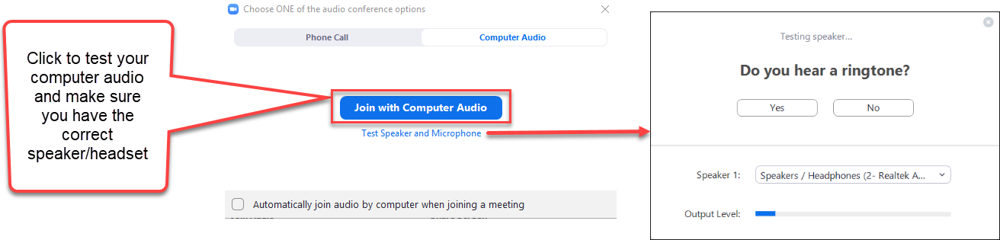 Click to test your
computer audio
and make sure
you have the
correct
speaker/headset
Choose ONE of the audio conference options
Phone Call
Computer Audio
Join with Computer Audio
Test Speaker and Microphone
Automatically join audio by computer when joining a meeting
Testing speaker...
Do you hear a ringtone?
Yes
No
Speaker 1:
Speakers / Headphones (2- Realtek A...
Output Level: